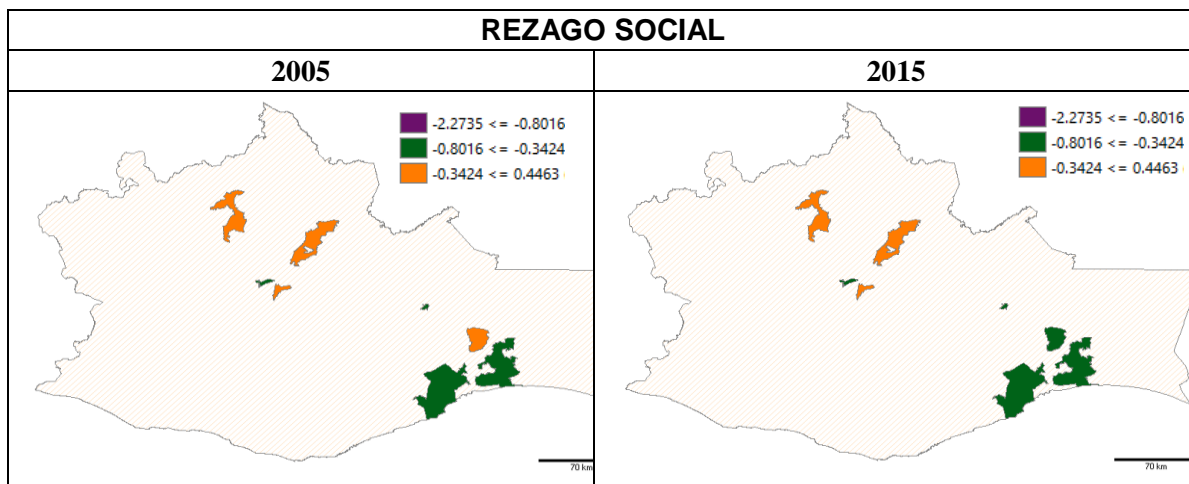 REZAGO SOCIAL
2005
2015
-2.2735 <= -0.8016
-0.8016 <= -0.3424
-0.3424 <= 0.4463
70 km
-2.2735 <= -0.8016
-0.8016 <= -0.3424
-0.3424 <= 0.4463
70 km